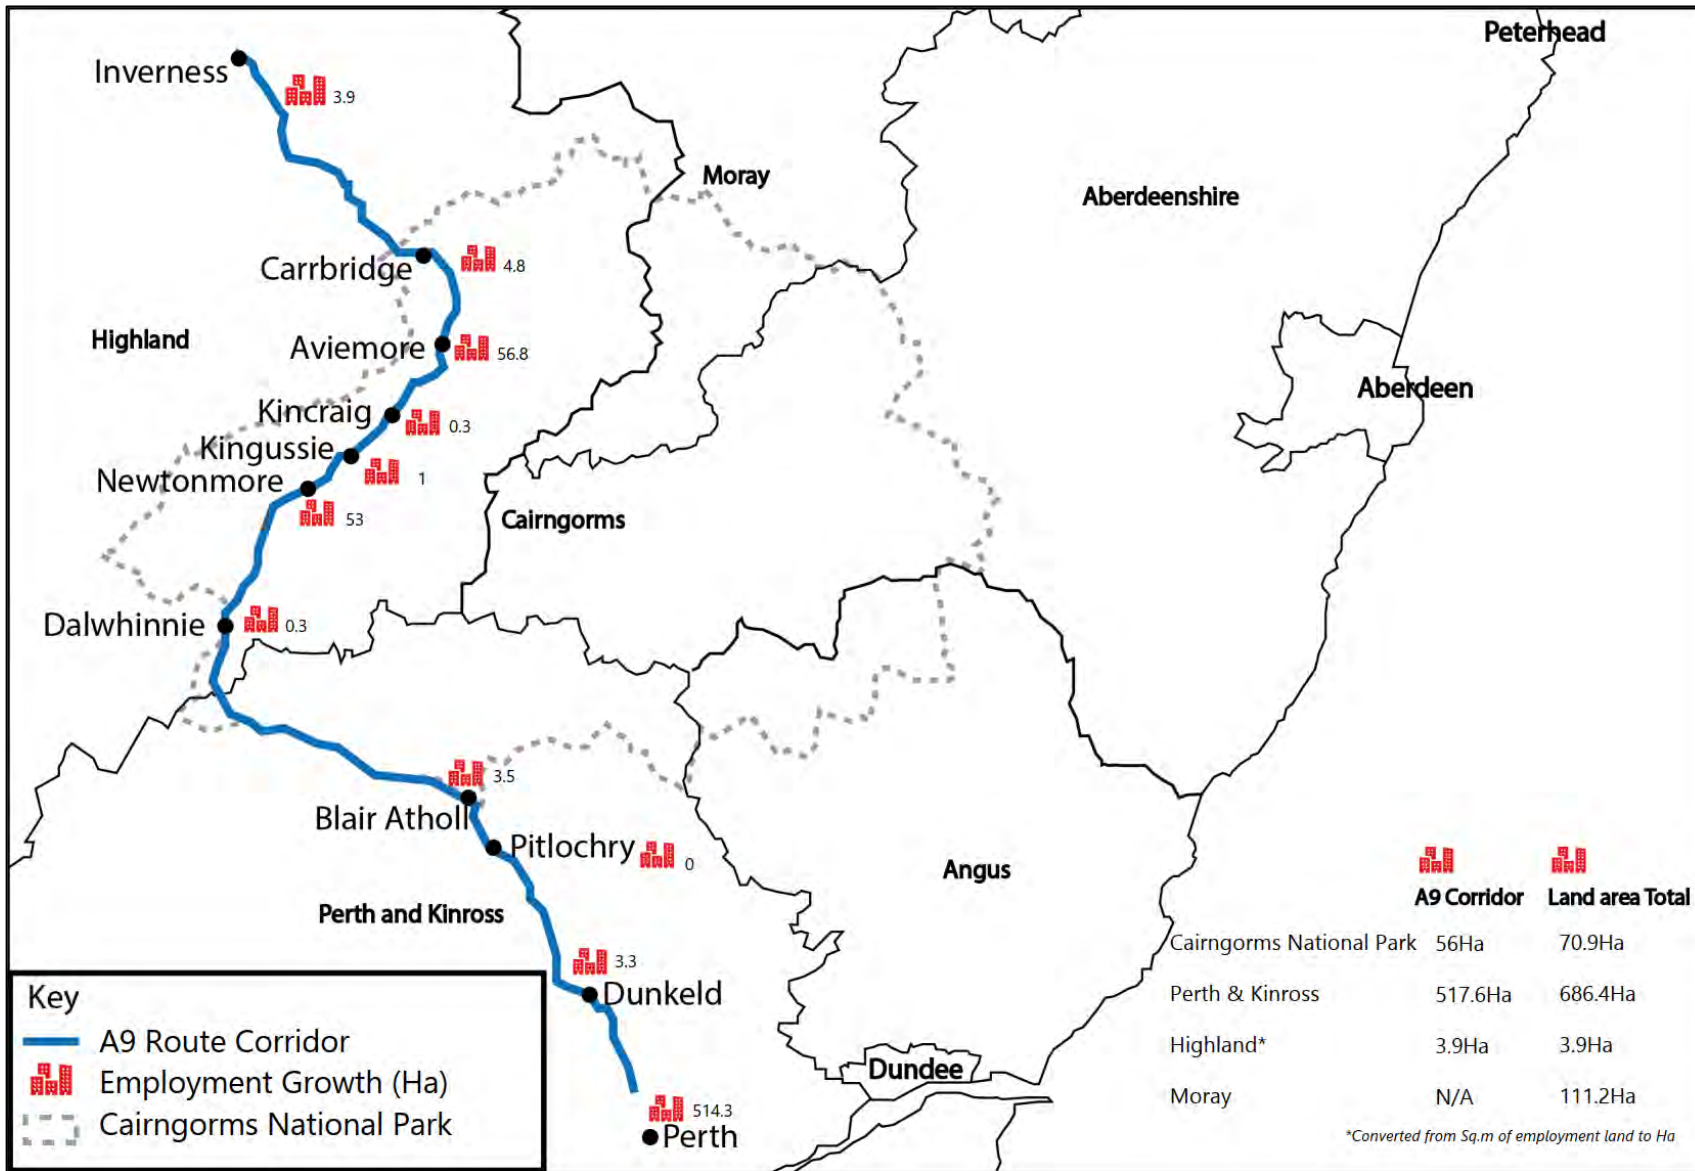 Peterhead
Inverness
3.9
Moray
Aberdeenshire
Carrbridge
4.8
Highland
Aviemore
56.8
Aberdeen
Kincraig
0.3
Kingussie
1
Newtonmore
53
Cairngorms
Dalwhinnie
0.3
3.5
Blair Atholl
Pitlochry
0
Angus
Perth and Kinross
3.3
Dunkeld
Dundee
514.3
Perth
Key
A9 Route Corridor
Employment Growth (Ha)
Cairngorms National Park
A9 Corridor Land area Total
Cairngorms National Park 56Ha 70.9Ha
Perth & Kinross 517.6Ha 686.4Ha
Highland* 3.9Ha 3.9Ha
Moray N/A 111.2Ha
*Converted from Sq.m of employment land to Ha